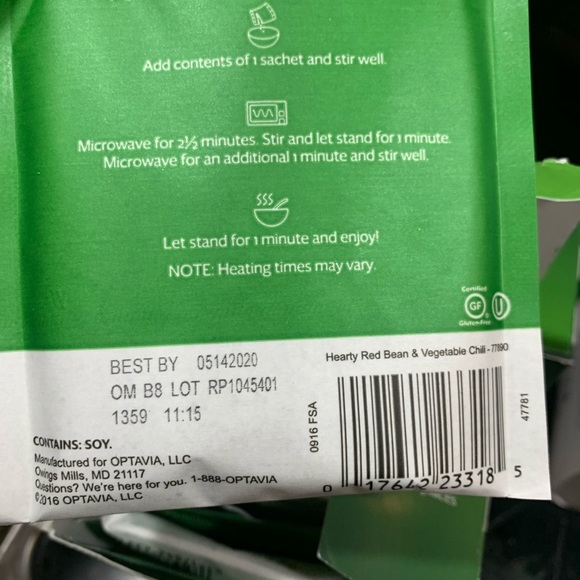 Add contents of 1 sachet and stir well.
Microwave for 2½ minutes. Stir and let stand for 1 minute.
Microwave for an additional 1 minute and stir well.
Let stand for 1 minute and enjoy!
NOTE: Heating times may vary.
Certified
GF
U
Gluten-Free
Hearty Red Bean & Vegetable Chili - 77890
BEST BY 05142020
OM B8 LOT RP1045401
1359 11:15
0916 FSA
47781
CONTAINS: SOY.
Manufactured for OPTAVIA, LLC
Owings Mills, MD 21117
Questions? We're here for you. 1-888-OPTAVIA
©2016 OPTAVIA, LLC
0 17642 23318 5